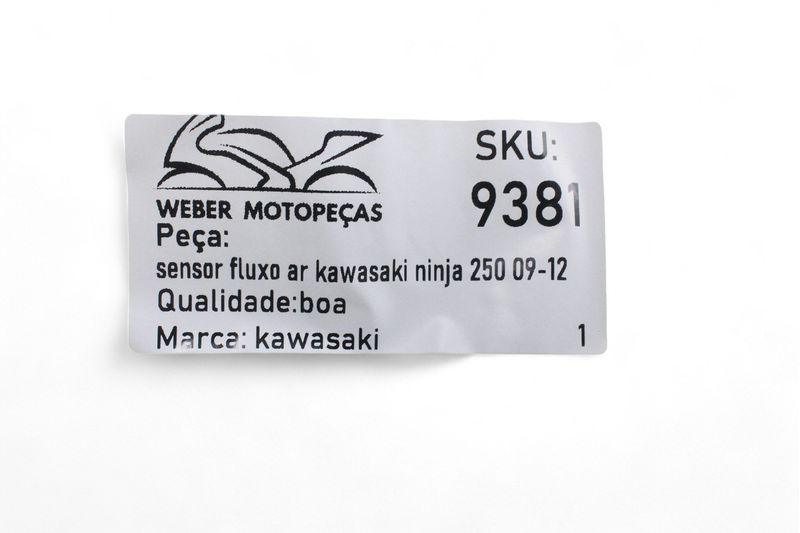 WEBER MOTOPEÇAS
SKU:
9381
Peça:
sensor fluxo ar kawasaki ninja 250 09-12
Qualidade:boa
Marca: kawasaki
1